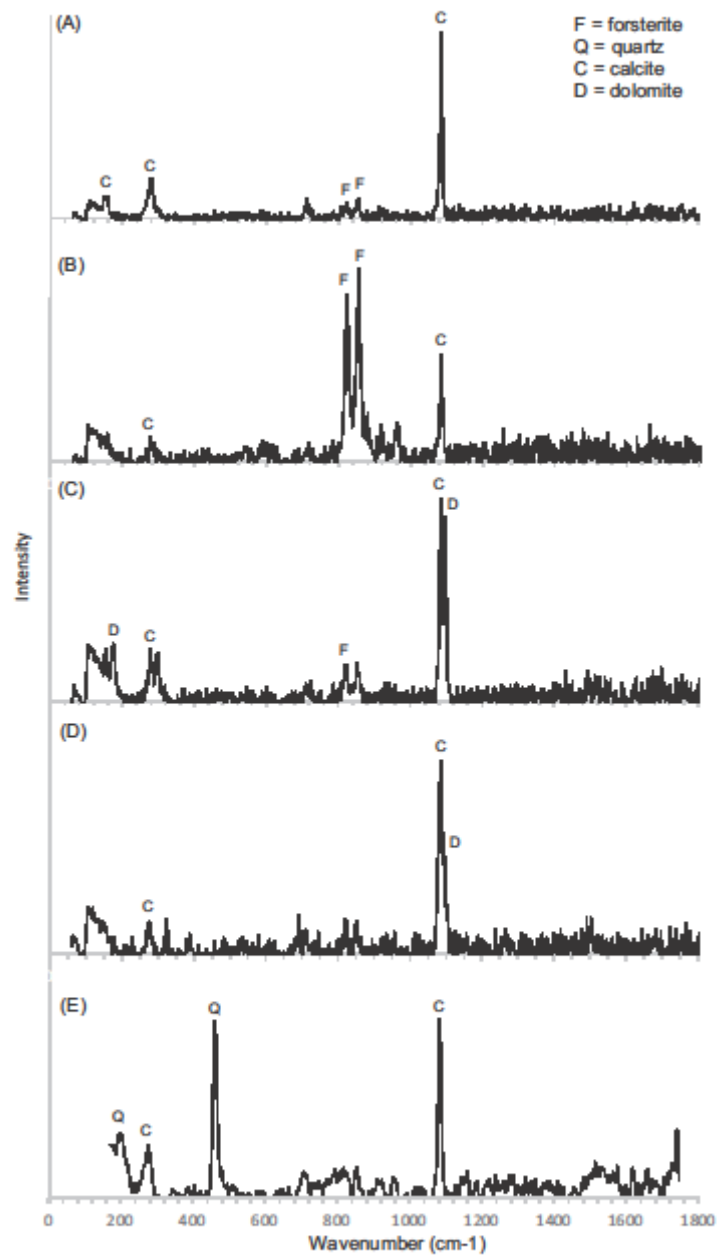 (A)
C
F = forsterite
Q = quartz
C = calcite
D = dolomite
C
C
F
F
(B)
F
F
C
C
(C)
C
D
D
C
F
Intensity
(D)
C
D
C
(E)
Q
C
Q
C
0 200 400 600 800 1000 1200 1400 1600 1800
Wavenumber (cm-1)